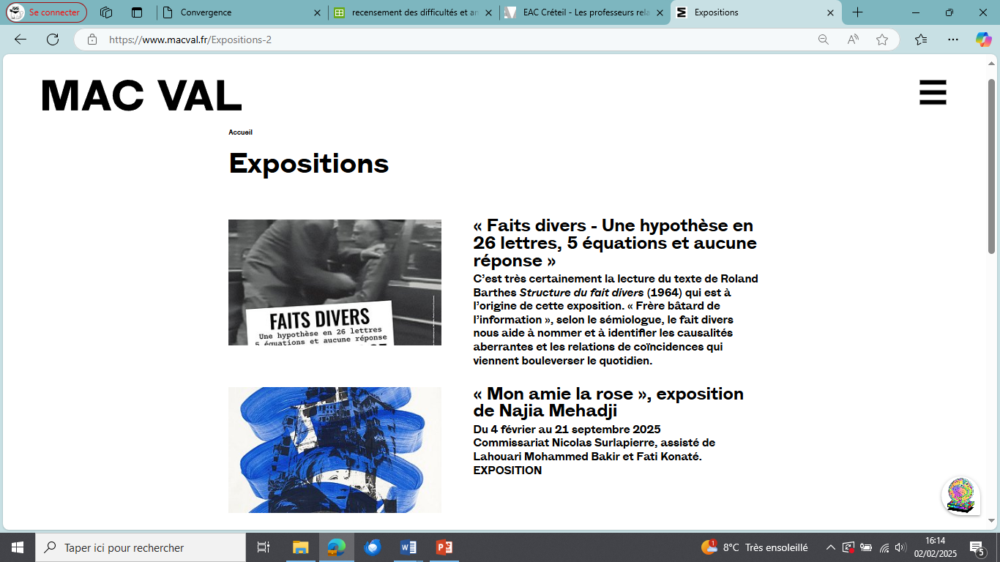 Se connecter
Convergence
recensement des difficultés et an
EAC Créteil - Les professeurs rela
Expositions
https://www.macval.fr/Expositions-2
MAC VAL
Accueil
Expositions
FAITS DIVERS
Une hypothèse en 26 lettres
5 équations et aucune réponse
« Faits divers - Une hypothèse en
26 lettres, 5 équations et aucune
réponse »
C’est très certainement la lecture du texte de Roland
Barthes Structure du fait divers (1964) qui est à
l’origine de cette exposition. « Frère bâtard de
l’information », selon le sémiologue, le fait divers
nous aide à nommer et à identifier les causalités
aberrantes et les relations de coïncidences qui
viennent bouleverser le quotidien.
« Mon amie la rose », exposition
de Najia Mehadji
Du 4 février au 21 septembre 2025
Commissariat Nicolas Surlapierre, assisté de
Lahouari Mohammed Bakir et Fati Konaté.
EXPOSITION
Taper ici pour rechercher
1
8°C Très ensoleillé
16:14
02/02/2025
5